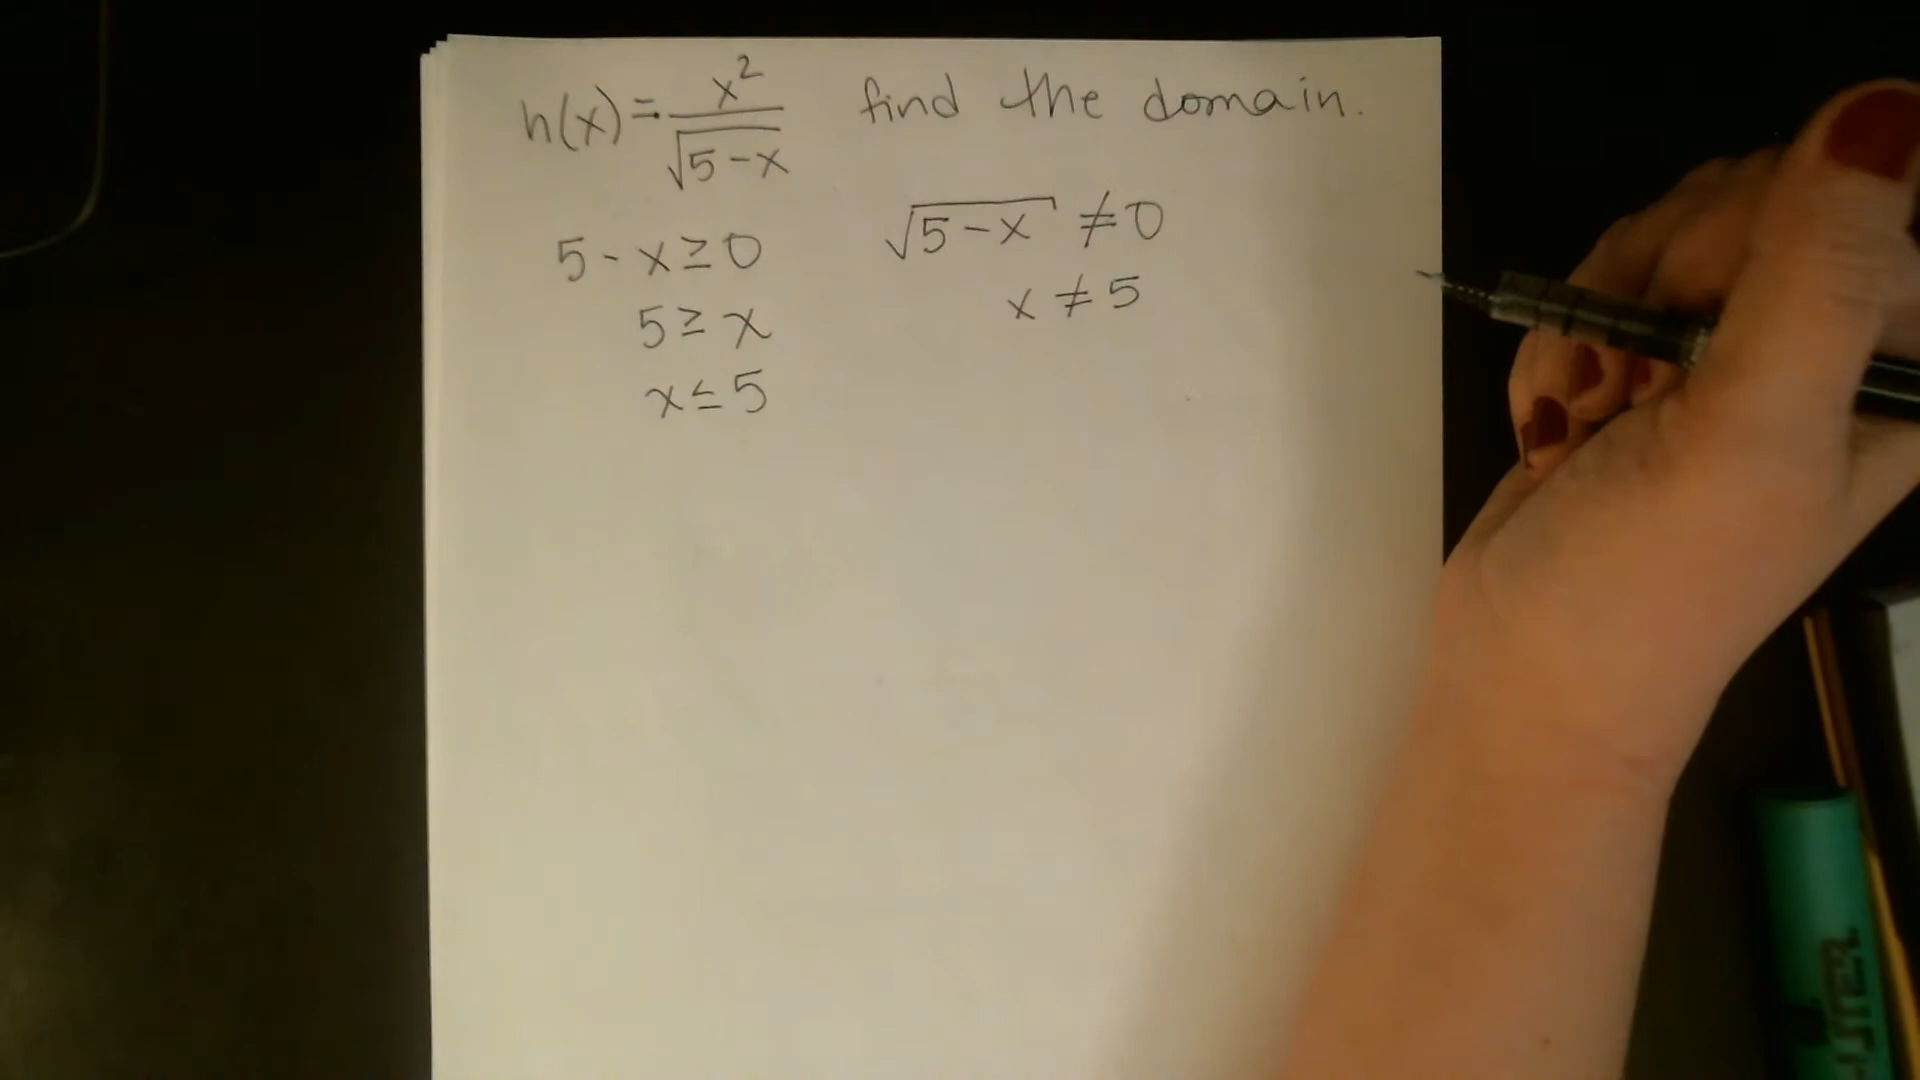 h(x) = x²/√(5-x) find the domain.
5 - x ≥ 0
5 ≥ x
x ≤ 5
√(5-x) ≠ 0
x ≠ 5